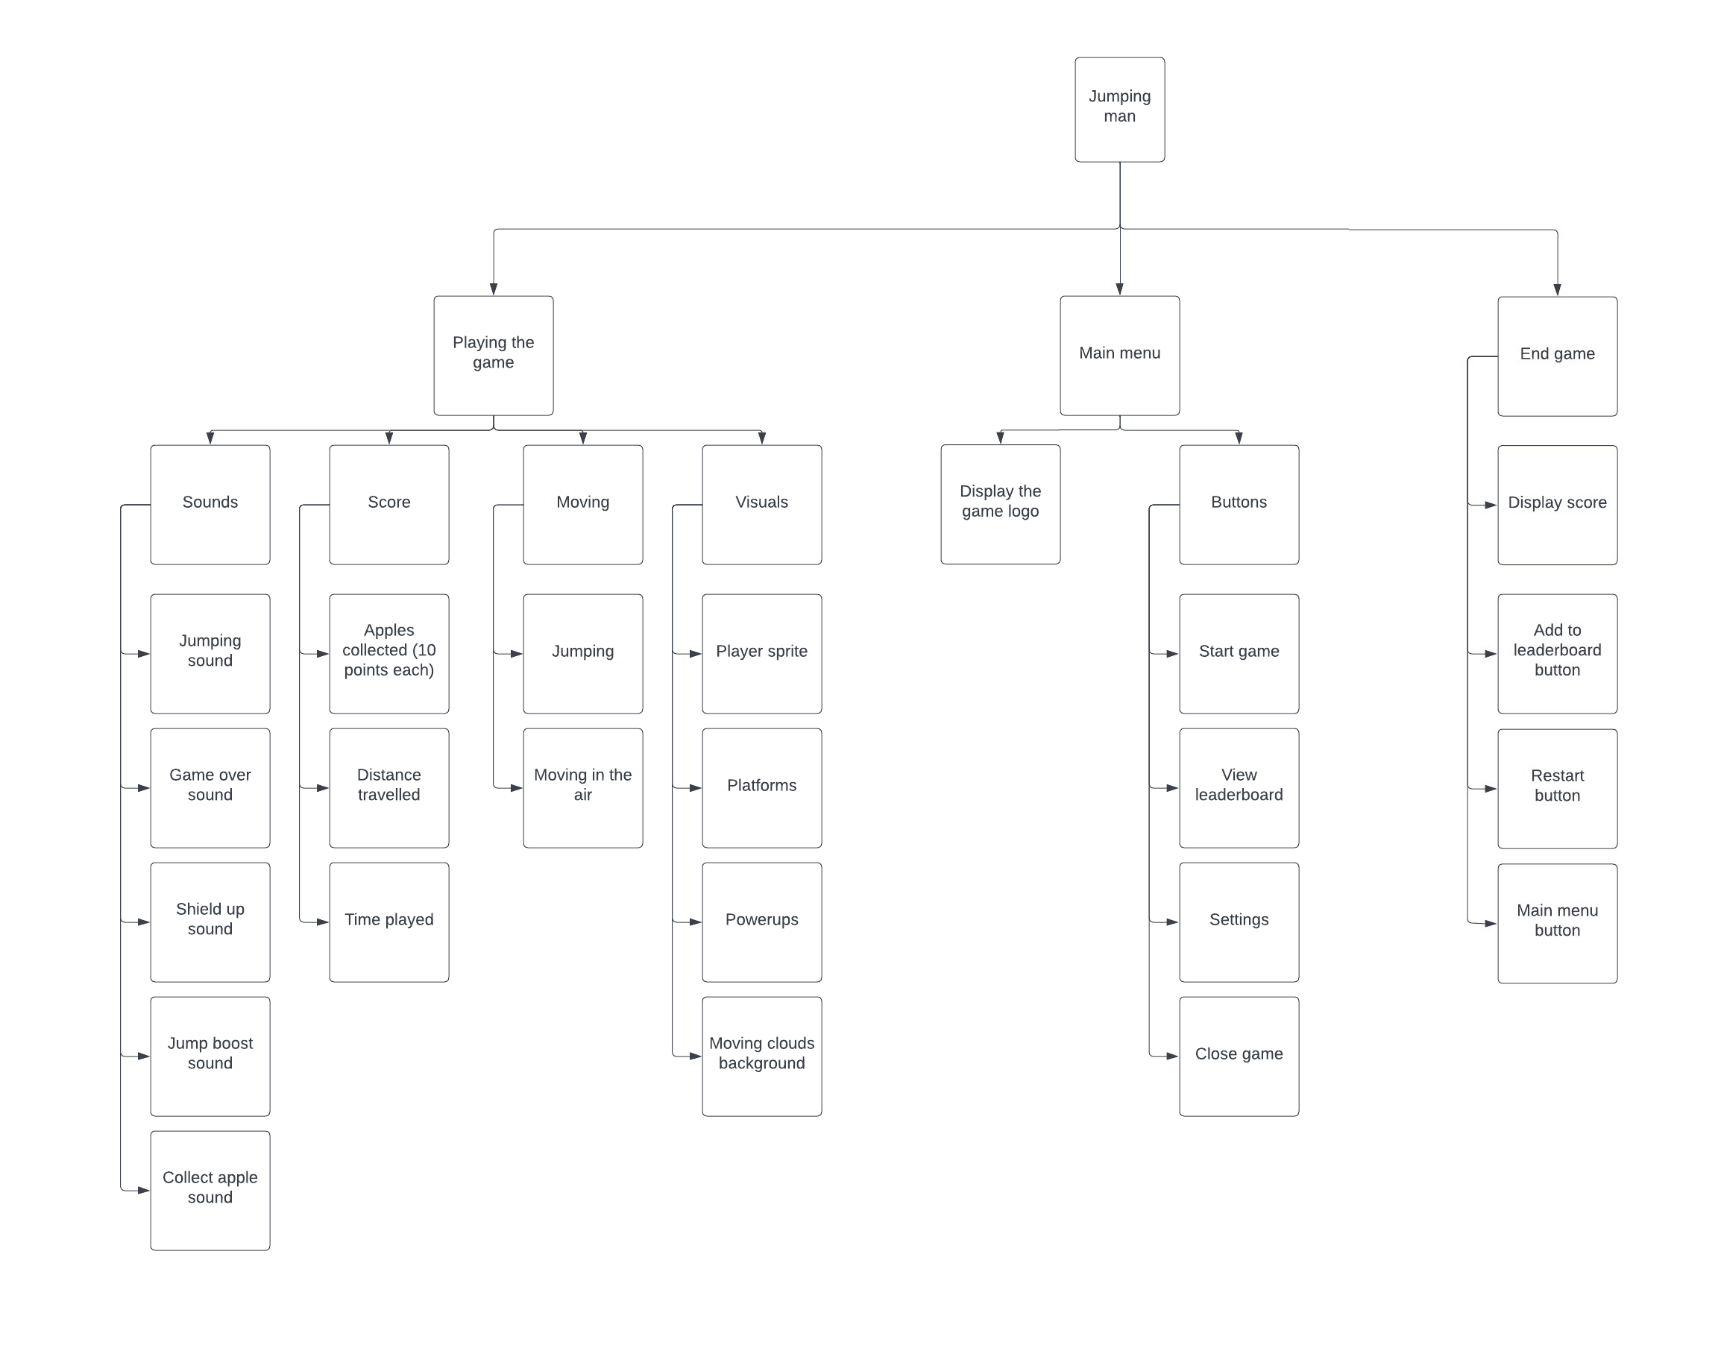 Jumping
man
Playing the
game
Main menu
End game
Sounds
Score
Moving
Visuals
Display the
game logo
Buttons
Display score
Jumping
sound
Apples
collected (10
points each)
Jumping
Player sprite
Start game
Add to
leaderboard
button
Game over
sound
Distance
travelled
Moving in the
air
Platforms
View
leaderboard
Restart
button
Shield up
sound
Time played
Powerups
Settings
Main menu
button
Jump boost
sound
Moving clouds
background
Close game
Collect apple
sound